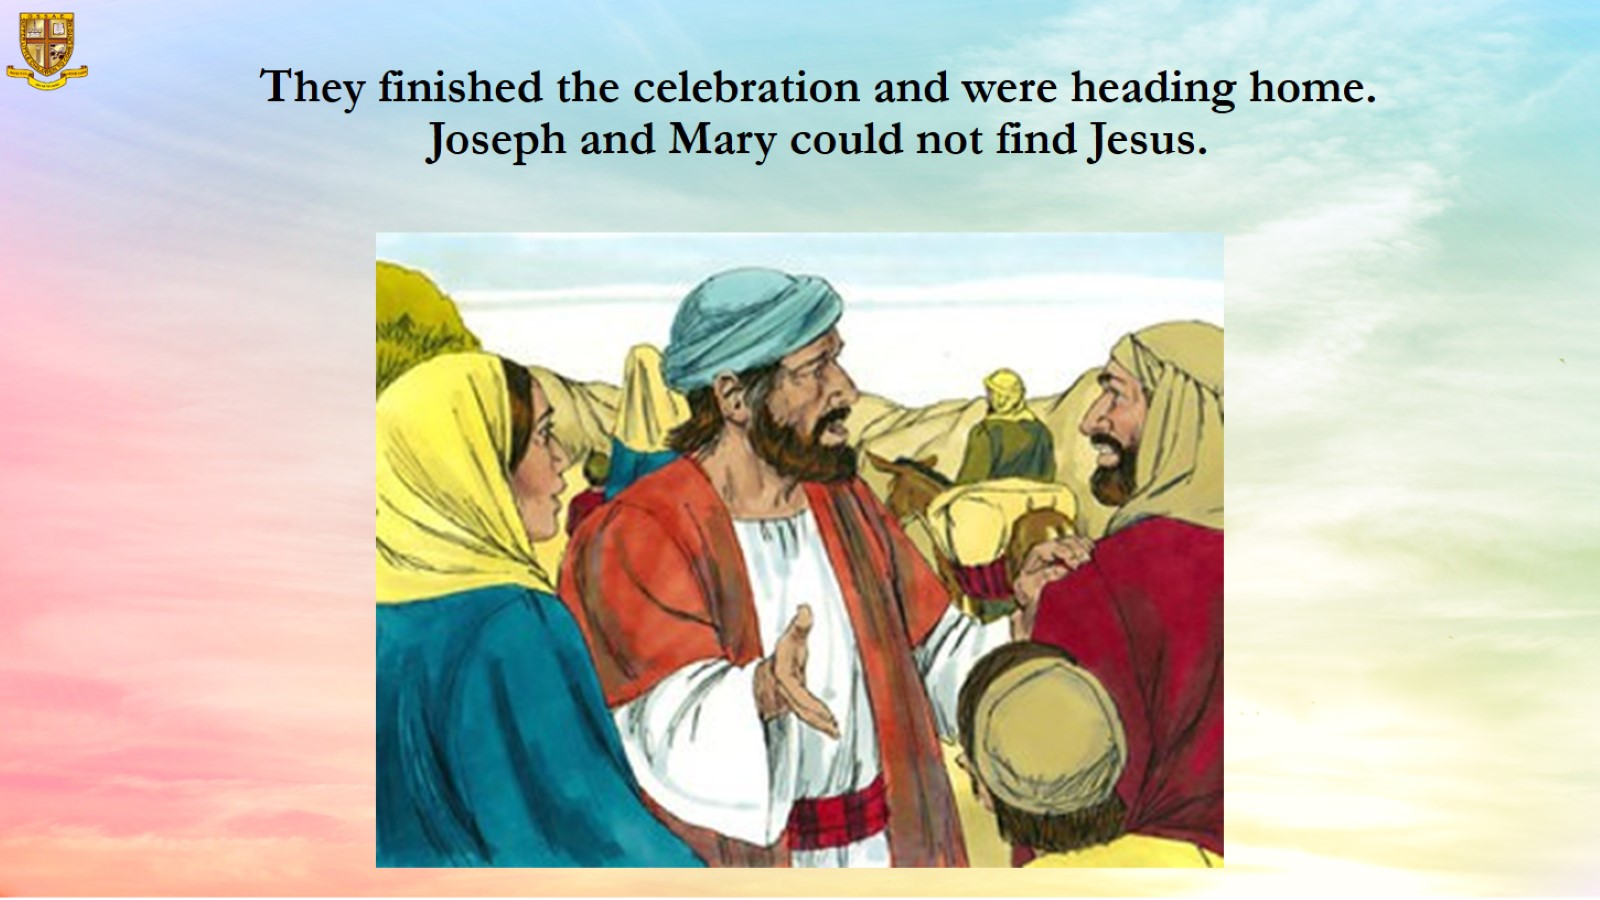 They finished the celebration and were heading home.
Joseph and Mary could not find Jesus.